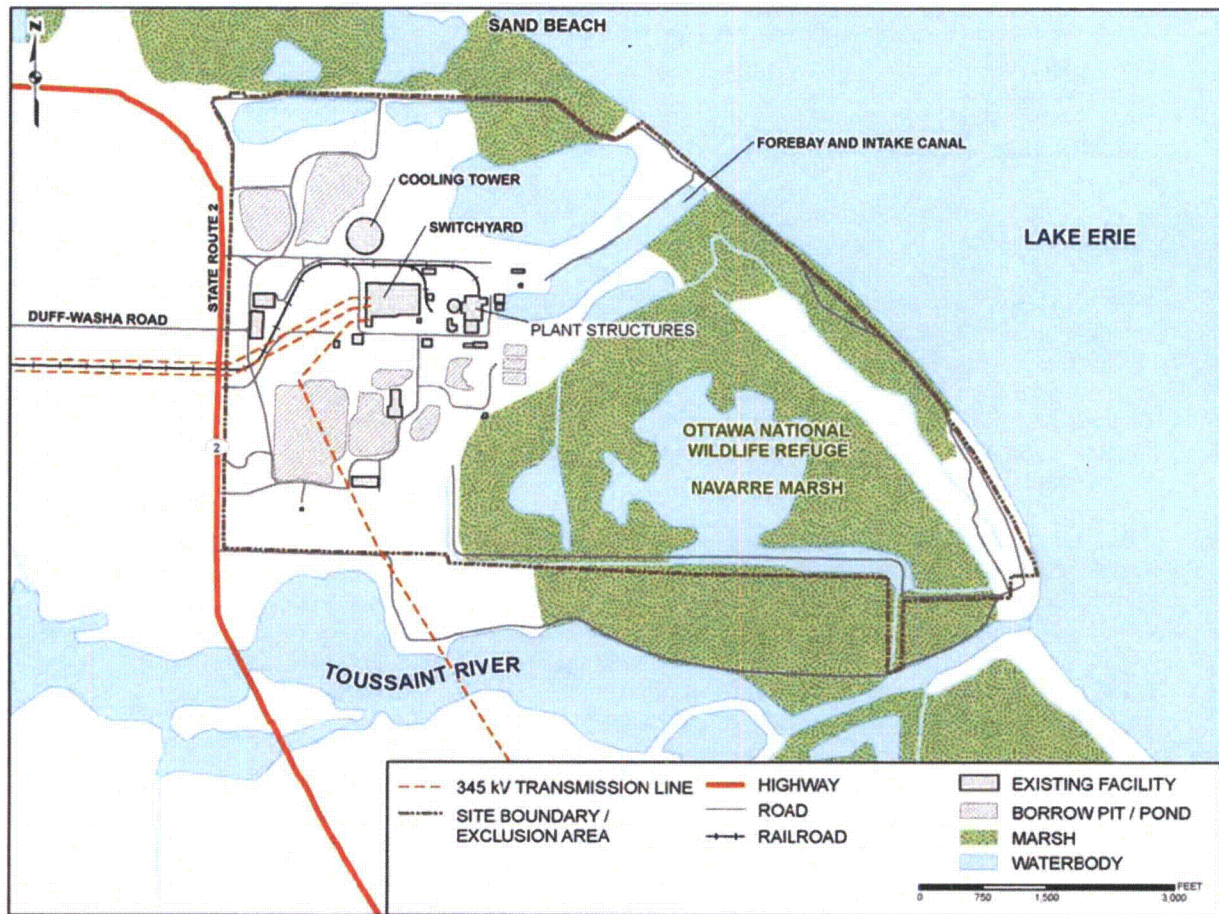 SAND BEACH
N
FOREBAY AND INTAKE CANAL
COOLING TOWER
SWITCHYARD
LAKE ERIE
STATE ROUTE 2
DUFF-WASHA ROAD
PLANT STRUCTURES
2
OTTAWA NATIONAL
WILDLIFE REFUGE
NAVARRE MARSH
TOUSSAINT RIVER
345 kV TRANSMISSION LINE
SITE BOUNDARY /
EXCLUSION AREA
HIGHWAY
ROAD
RAILROAD
EXISTING FACILITY
BORROW PIT / POND
MARSH
WATERBODY
FEET
0 750 1,500 3,000